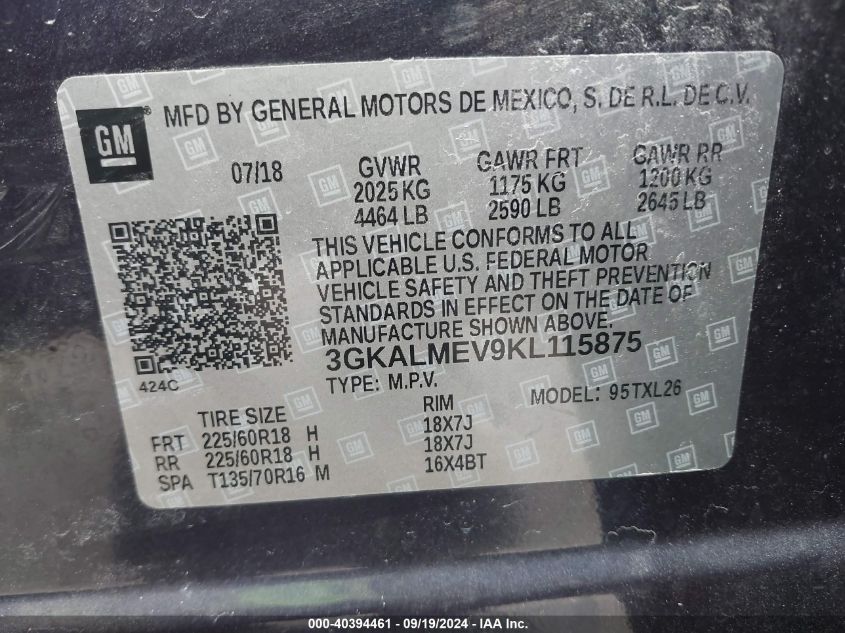 GM ® MFD BY GENERAL MOTORS DE MEXICO, S. DE R.L. DE C.V.
07/18 GVWR GAWR FRT GAWR RR
2025 KG 1175 KG 1200 KG
4464 LB 2590 LB 2645 LB
THIS VEHICLE CONFORMS TO ALL
APPLICABLE U.S. FEDERAL MOTOR
VEHICLE SAFETY AND THEFT PREVENTION
STANDARDS IN EFFECT ON THE DATE OF
MANUFACTURE SHOWN ABOVE.
424C 3GKALMEV9KL115875
TYPE: M.P.V. MODEL: 95TXL26
TIRE SIZE RIM
FRT 225/60R18 H 18X7J
RR 225/60R18 H 18X7J
SPA T135/70R16 M 16X4BT
000-40394461 - 09/19/2024 - IAAI.COM